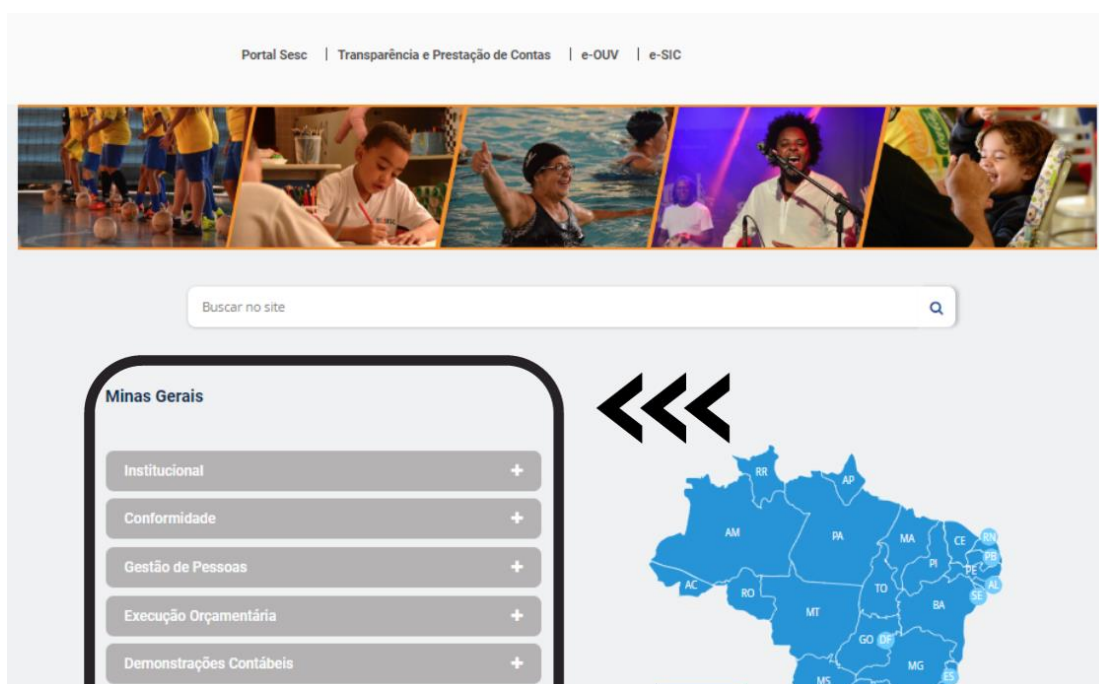 Portal Sesc | Transparência e Prestação de Contas | e-OUV | e-SIC
Buscar no site
Minas Gerais
Institucional +
Conformidade +
Gestão de Pessoas +
Execução Orçamentária +
Demonstrações Contábeis +
RR
AP
AM
PA
MA
CE
RN
PB
PI
PE
AL
SE
AC
RO
TO
BA
MT
GO
DF
MG
ES
MS